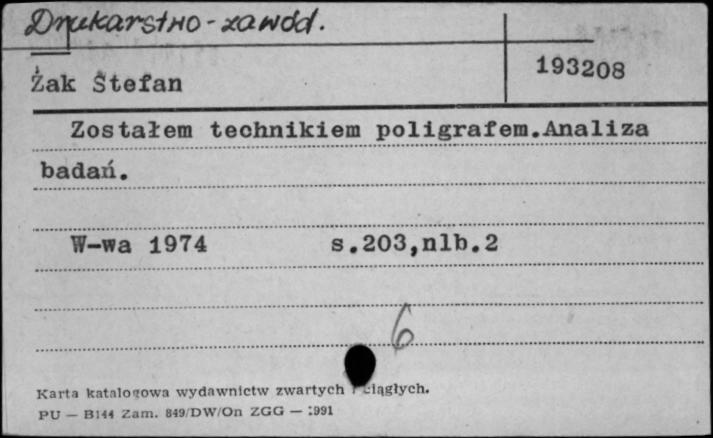 Drukarstwo - zawód.
Żak Stefan
193208
Zostałem technikiem poligrafem.Analiza
badań.
W-wa 1974 s.203,nlb.2
6
Karta katalogowa wydawnictw zwartych i ciągłych.
PU — B144 Zam. 849/DW/On ZGG — 1991